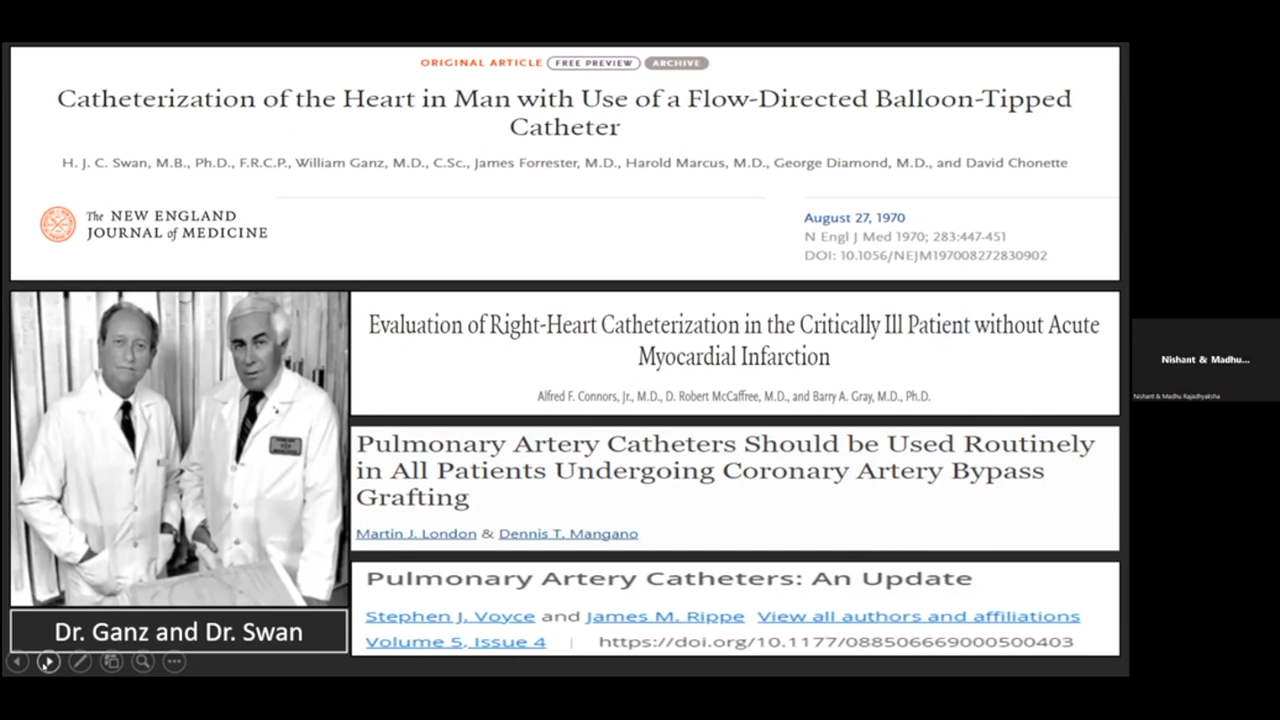 ORIGINAL ARTICLE FREE PREVIEW ARCHIVE
Catheterization of the Heart in Man with Use of a Flow-Directed Balloon-Tipped
Catheter
H. J. C. Swan, M.B., Ph.D., F.R.C.P., William Ganz, M.D., C.Sc., James Forrester, M.D., Harold Marcus, M.D., George Diamond, M.D., and David Chonette
The NEW ENGLAND
JOURNAL of MEDICINE
August 27, 1970
N Engl J Med 1970; 283:447-451
DOI: 10.1056/NEJM197008272830902
Evaluation of Right-Heart Catheterization in the Critically Ill Patient without Acute
Myocardial Infarction
Alfred F. Connors, Jr., M.D., D. Robert McCaffree, M.D., and Barry A. Gray, M.D., Ph.D.
Pulmonary Artery Catheters Should be Used Routinely
in All Patients Undergoing Coronary Artery Bypass
Grafting
Martin J. London & Dennis T. Mangano
Pulmonary Artery Catheters: An Update
Stephen J. Voyce and James M. Rippe View all authors and affiliations
Volume 5, Issue 4 | https://doi.org/10.1177/088506669000500403
Dr. Ganz and Dr. Swan
Nishant & Madhu...
Nishant & Madhu Rajadhyaksha